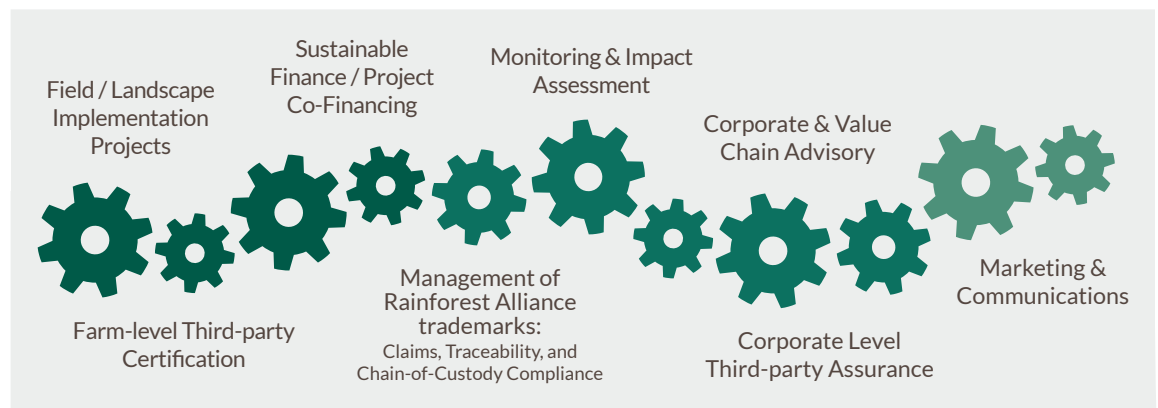 Field / Landscape
Implementation
Projects
Sustainable
Finance / Project
Co-Financing
Monitoring & Impact
Assessment
Corporate & Value
Chain Advisory
Farm-level Third-party
Certification
Management of
Rainforest Alliance
trademarks:
Claims, Traceability, and
Chain-of-Custody Compliance
Corporate Level
Third-party Assurance
Marketing &
Communications